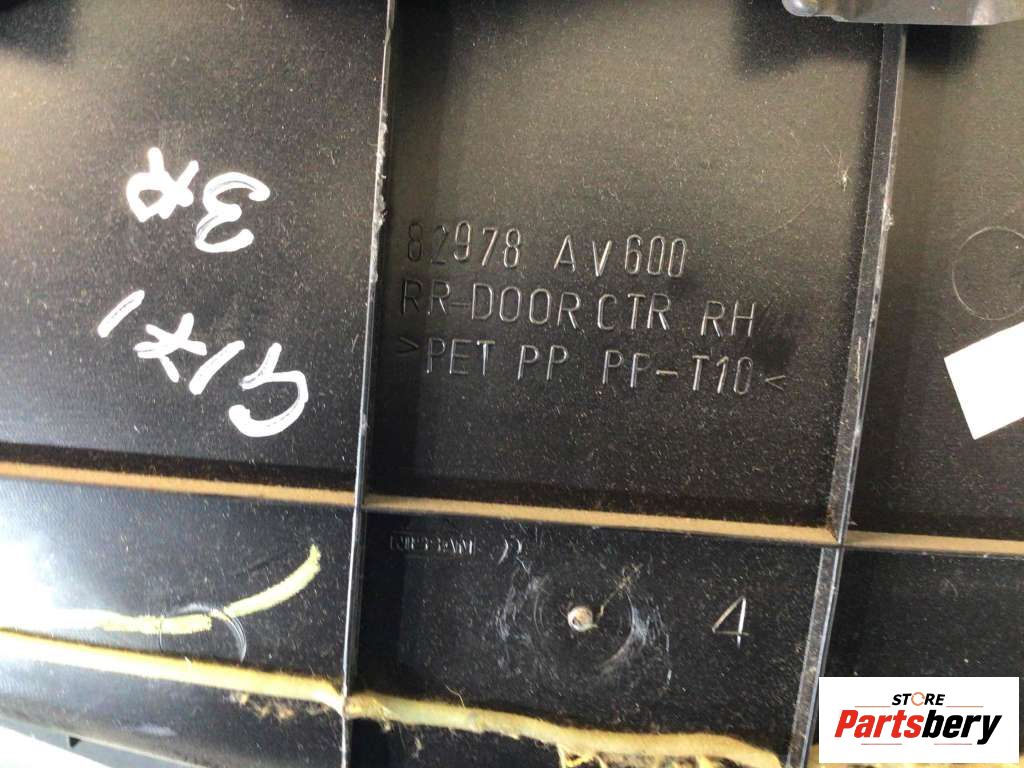 82978 AV600
RR-DOOR CTR RH
>PET PP PP-T10<
NISSAN
4
STORE
Partsbery